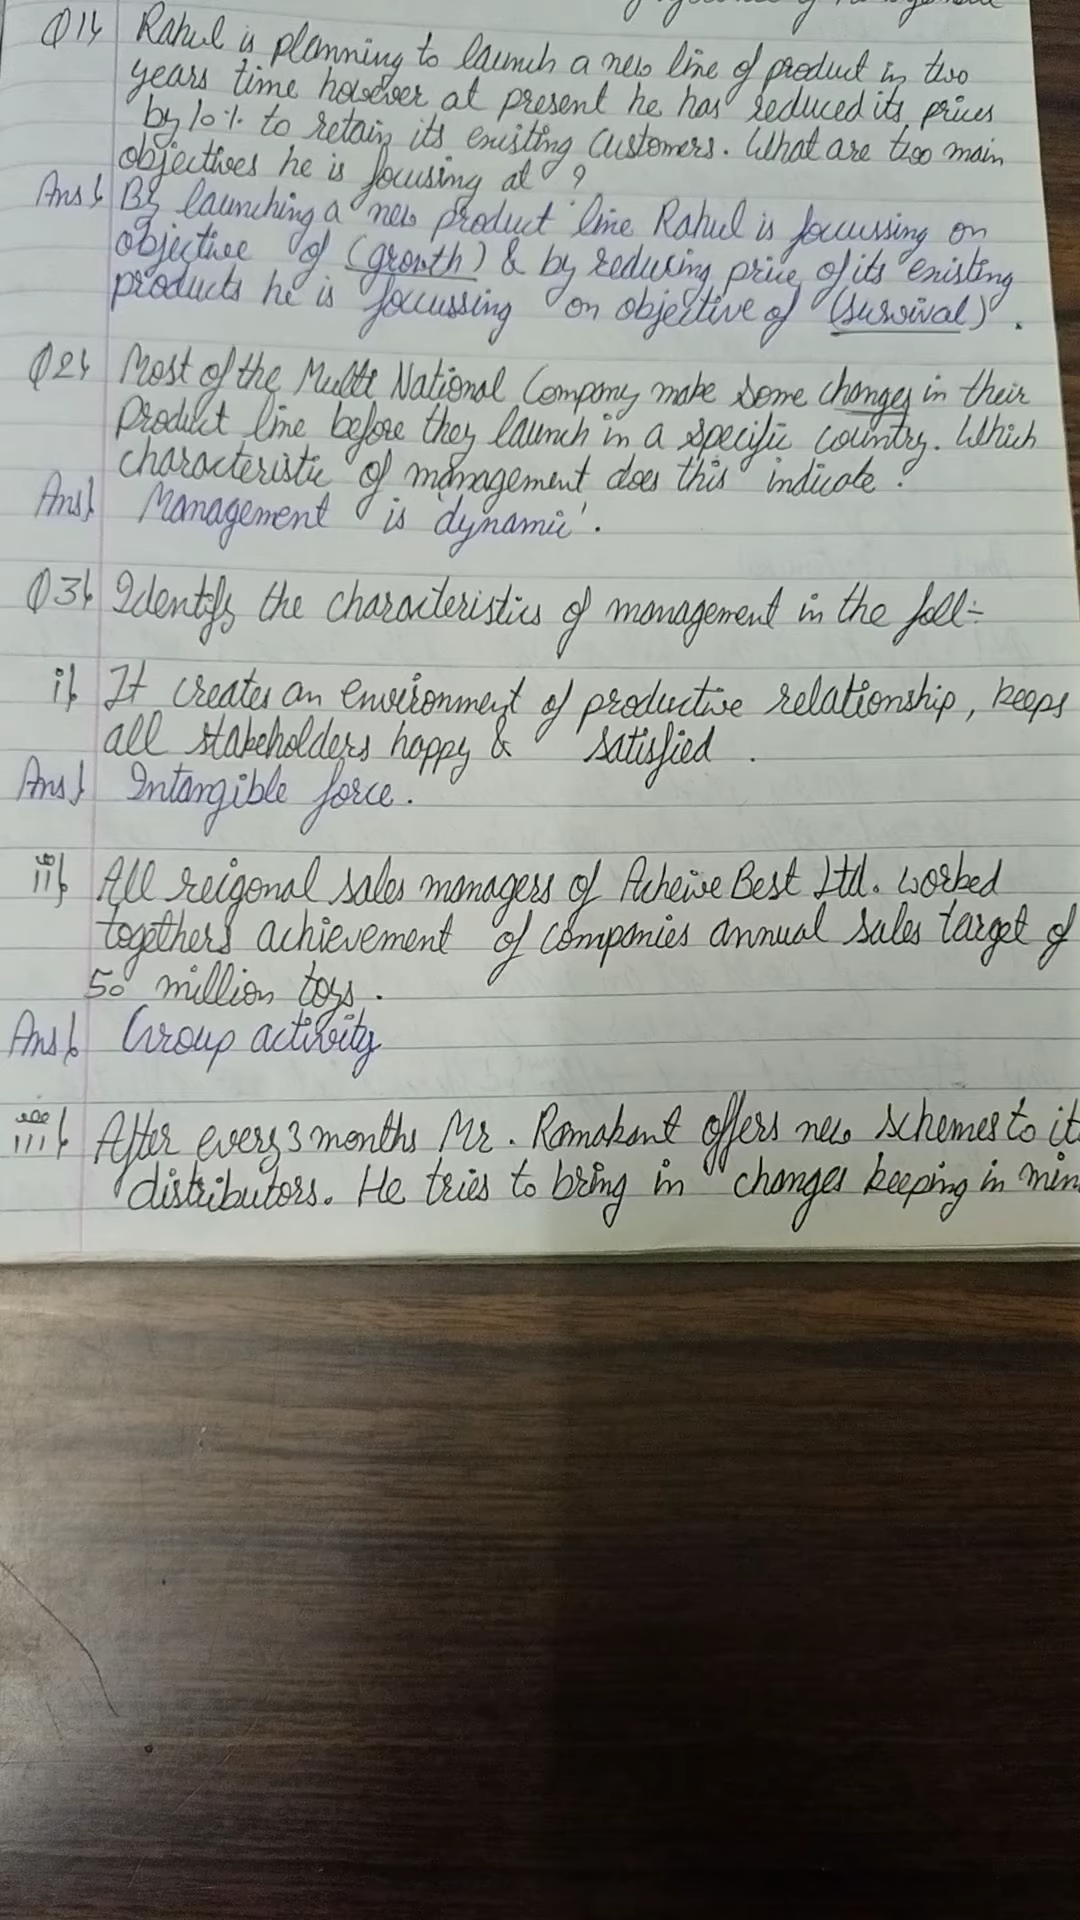 Q1) Rahul is planning to launch a new line of product in two
years time however at present he has reduced its prices
by 10% to retain its existing customers. What are two main
objectives he is focusing at ?
Ans) By launching a new product line Rahul is focussing on
objective of (growth) & by reducing price of its existing
products he is focussing on objective of (survival).
Q2) Most of the Multi National Company make some changes in their
Product line before they launch in a specific country. Which
characteristic of management does this indicate ?
Ans) Management is 'dynamic'.
Q3) Identify the characteristics of management in the foll:-
i) It creates an environment of productive relationship, keeps
all stakeholders happy & satisfied .
Ans) Intangible force.
ii) All reigonal sales managers of Acheive Best Ltd. worked
togethers achievement of companies annual sales target of
50 million toys .
Ans) Group activity
iii) After every 3 months Mr. Ramakant offers new schemes to its
distributors. He tries to bring in changes keeping in